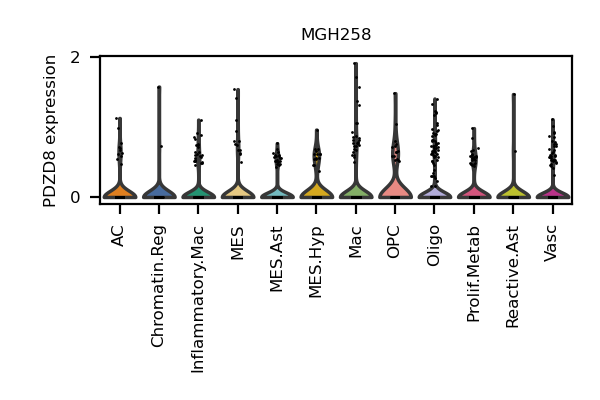 MGH258
PDZD8 expression
2
0
AC
Chromatin.Reg
Inflammatory.Mac
MES
MES.Ast
MES.Hyp
Mac
OPC
Oligo
Prolif.Metab
Reactive.Ast
Vasc